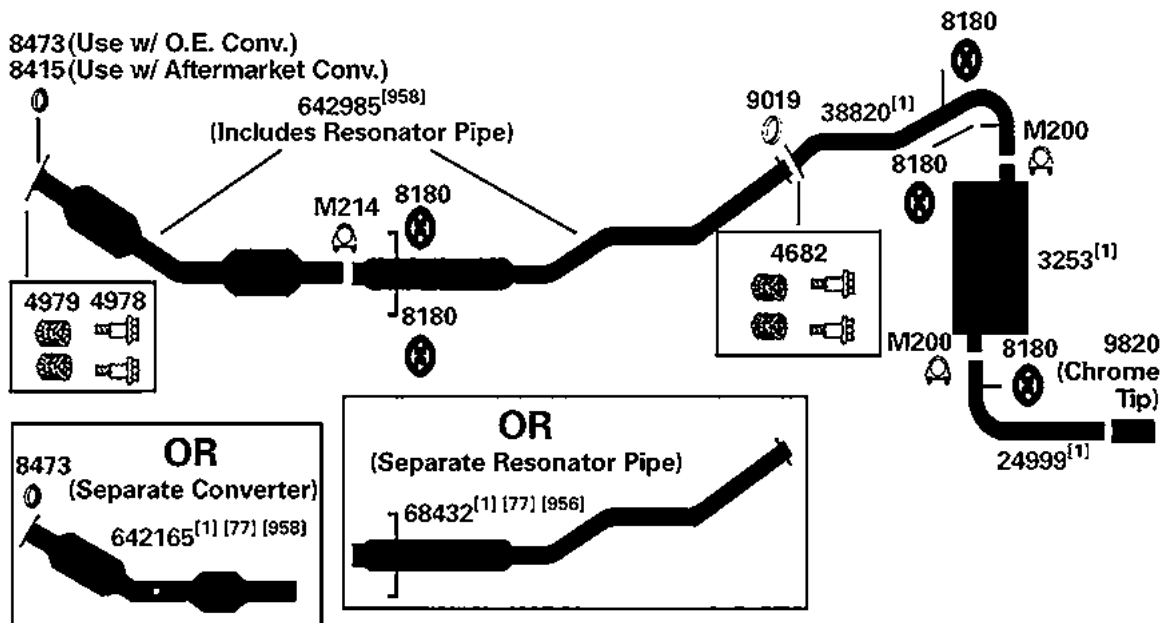 8473 (Use w/ O.E. Conv.)
8415 (Use w/ Aftermarket Conv.)
642985[958]
(Includes Resonator Pipe)
M214
8180
8180
4979 4978
9019
38820[1]
8180
8180
M200
4682
3253[1]
M200
8180
9820
(Chrome
Tip)
24999[1]
OR
8473
(Separate Converter)
642165[1] [77] [958]
OR
(Separate Resonator Pipe)
68432[1] [77] [956]